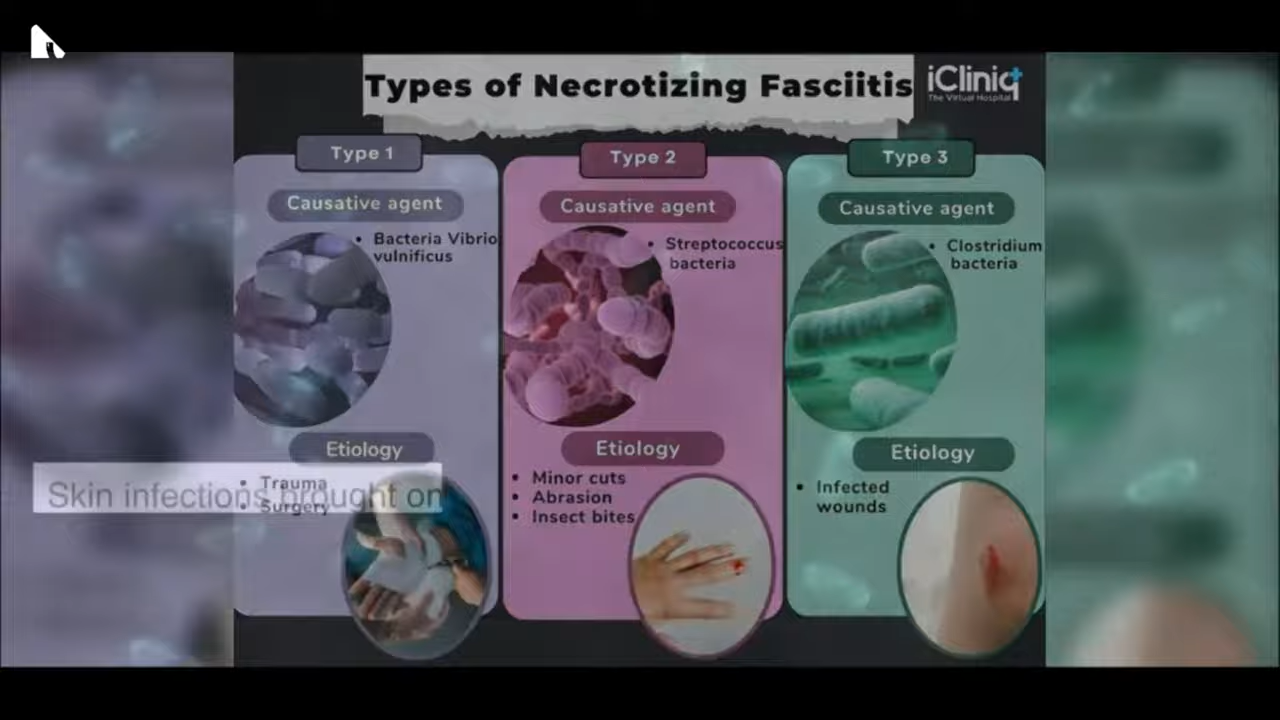 Types of Necrotizing Fasciitis
iCliniq
The Virtual Hospital
Type 1
Causative agent
• Bacteria Vibrio
vulnificus
Etiology
• Trauma
• Surgery
Type 2
Causative agent
• Streptococcus
bacteria
Etiology
• Minor cuts
• Abrasion
• Insect bites
Type 3
Causative agent
• Clostridium
bacteria
Etiology
• Infected
wounds
Skin infections brought on